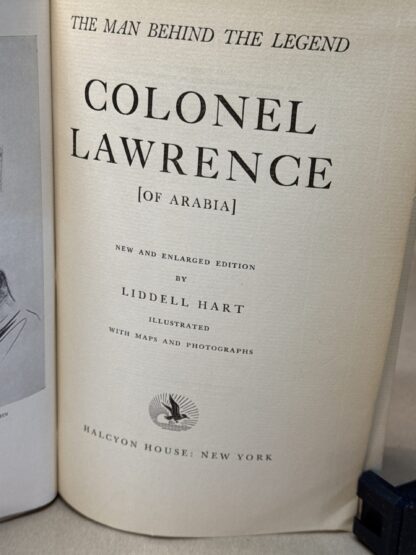 THE MAN BEHIND THE LEGEND
COLONEL
LAWRENCE
[OF ARABIA]
NEW AND ENLARGED EDITION
BY
LIDDELL HART
ILLUSTRATED
WITH MAPS AND PHOTOGRAPHS
HALCYON HOUSE: NEW YORK